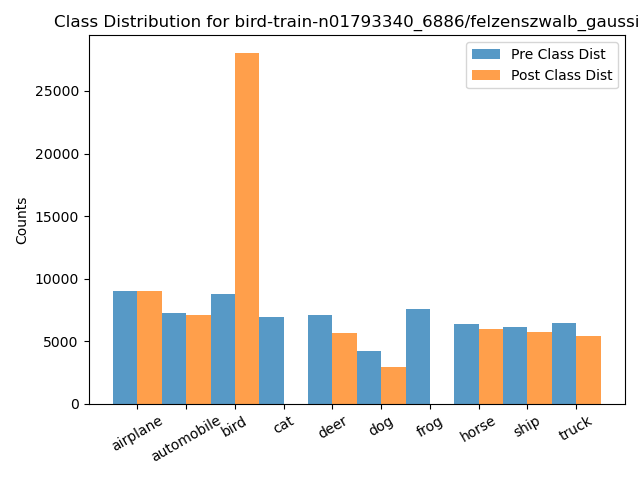 Class Distribution for bird-train-n01793340_6886/felzenszwalb_gaussi
Pre Class Dist
Post Class Dist
Counts
25000
20000
15000
10000
5000
0
airplane
automobile
bird
cat
deer
dog
frog
horse
ship
truck